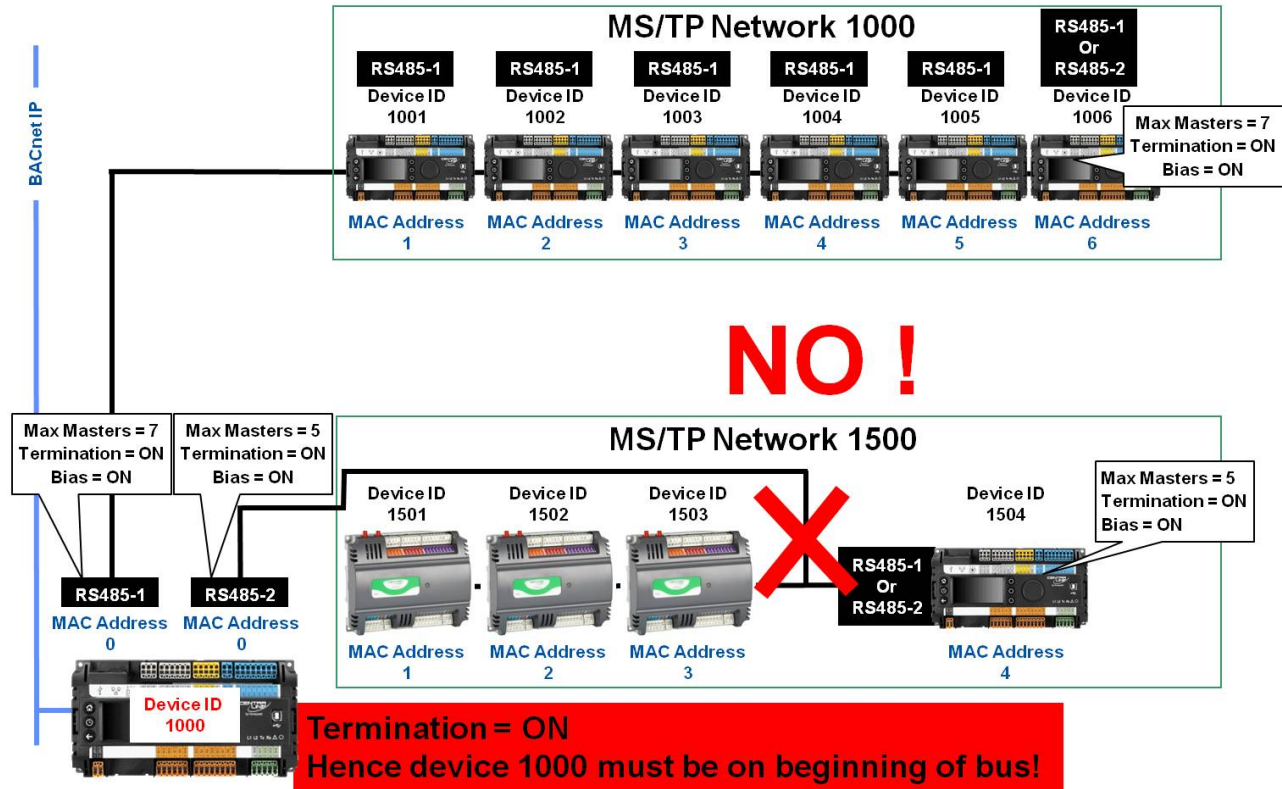 MS/TP Network 1000
BACnet IP
RS485-1
RS485-1
RS485-1
RS485-1
RS485-1
RS485-1
Or
RS485-2
Device ID
1001
Device ID
1002
Device ID
1003
Device ID
1004
Device ID
1005
Device ID
1006
Max Masters = 7
Termination = ON
Bias = ON
MAC Address
1
MAC Address
2
MAC Address
3
MAC Address
4
MAC Address
5
MAC Address
6
NO !
Max Masters = 7
Termination = ON
Bias = ON
Max Masters = 5
Termination = ON
Bias = ON
MS/TP Network 1500
Device ID
1501
Device ID
1502
Device ID
1503
Device ID
1504
Max Masters = 5
Termination = ON
Bias = ON
RS485-1
Or
RS485-2
RS485-1
RS485-2
MAC Address
0
MAC Address
0
MAC Address
1
MAC Address
2
MAC Address
3
MAC Address
4
Device ID
1000
Termination = ON
Hence device 1000 must be on beginning of bus!